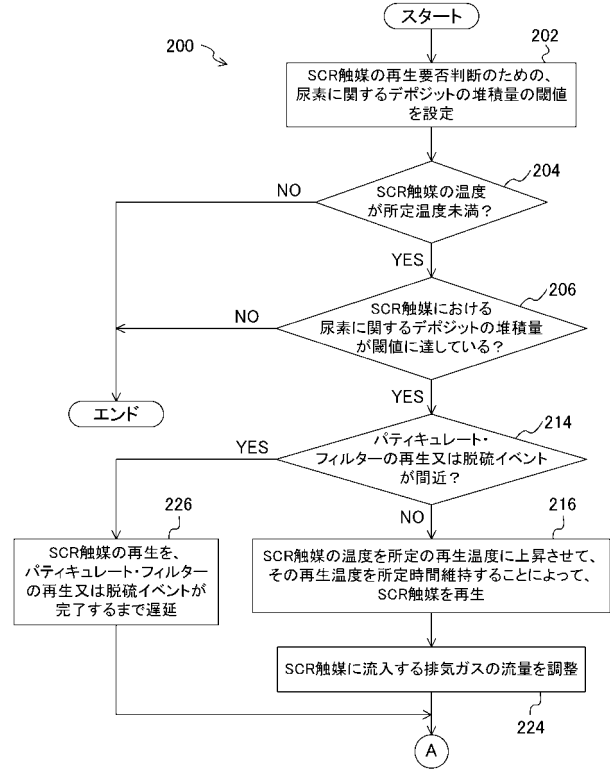 スタート
200
202
SCR触媒の再生要否判断のための、
尿素に関するデポジットの堆積量の閾値
を設定
204
NO
SCR触媒の温度
が所定温度未満？
YES
206
NO
SCR触媒における
尿素に関するデポジットの堆積量
が閾値に達している？
YES
エンド
214
YES
パティキュレート・
フィルターの再生又は脱硫イベント
が間近？
NO
226
SCR触媒の再生を、
パティキュレート・フィルター
の再生又は脱硫イベントが
完了するまで遅延
216
SCR触媒の温度を所定の再生温度に上昇させて、
その再生温度を所定時間維持することによって、
SCR触媒を再生
SCR触媒に流入する排気ガスの流量を調整
224
A